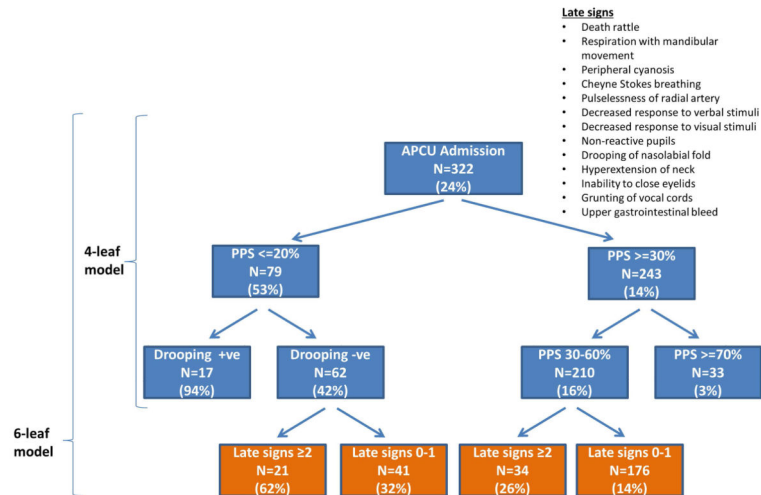 Late signs
• Death rattle
• Respiration with mandibular
movement
• Peripheral cyanosis
• Cheyne Stokes breathing
• Pulselessness of radial artery
• Decreased response to verbal stimuli
• Decreased response to visual stimuli
• Non-reactive pupils
• Drooping of nasolabial fold
• Hyperextension of neck
• Inability to close eyelids
• Grunting of vocal cords
• Upper gastrointestinal bleed
APCU Admission
N=322
(24%)
4-leaf
model
PPS <=20%
N=79
(53%)
PPS >=30%
N=243
(14%)
Drooping +ve
N=17
(94%)
Drooping -ve
N=62
(42%)
PPS 30-60%
N=210
(16%)
PPS >=70%
N=33
(3%)
6-leaf
model
Late signs ≥2
N=21
(62%)
Late signs 0-1
N=41
(32%)
Late signs ≥2
N=34
(26%)
Late signs 0-1
N=176
(14%)